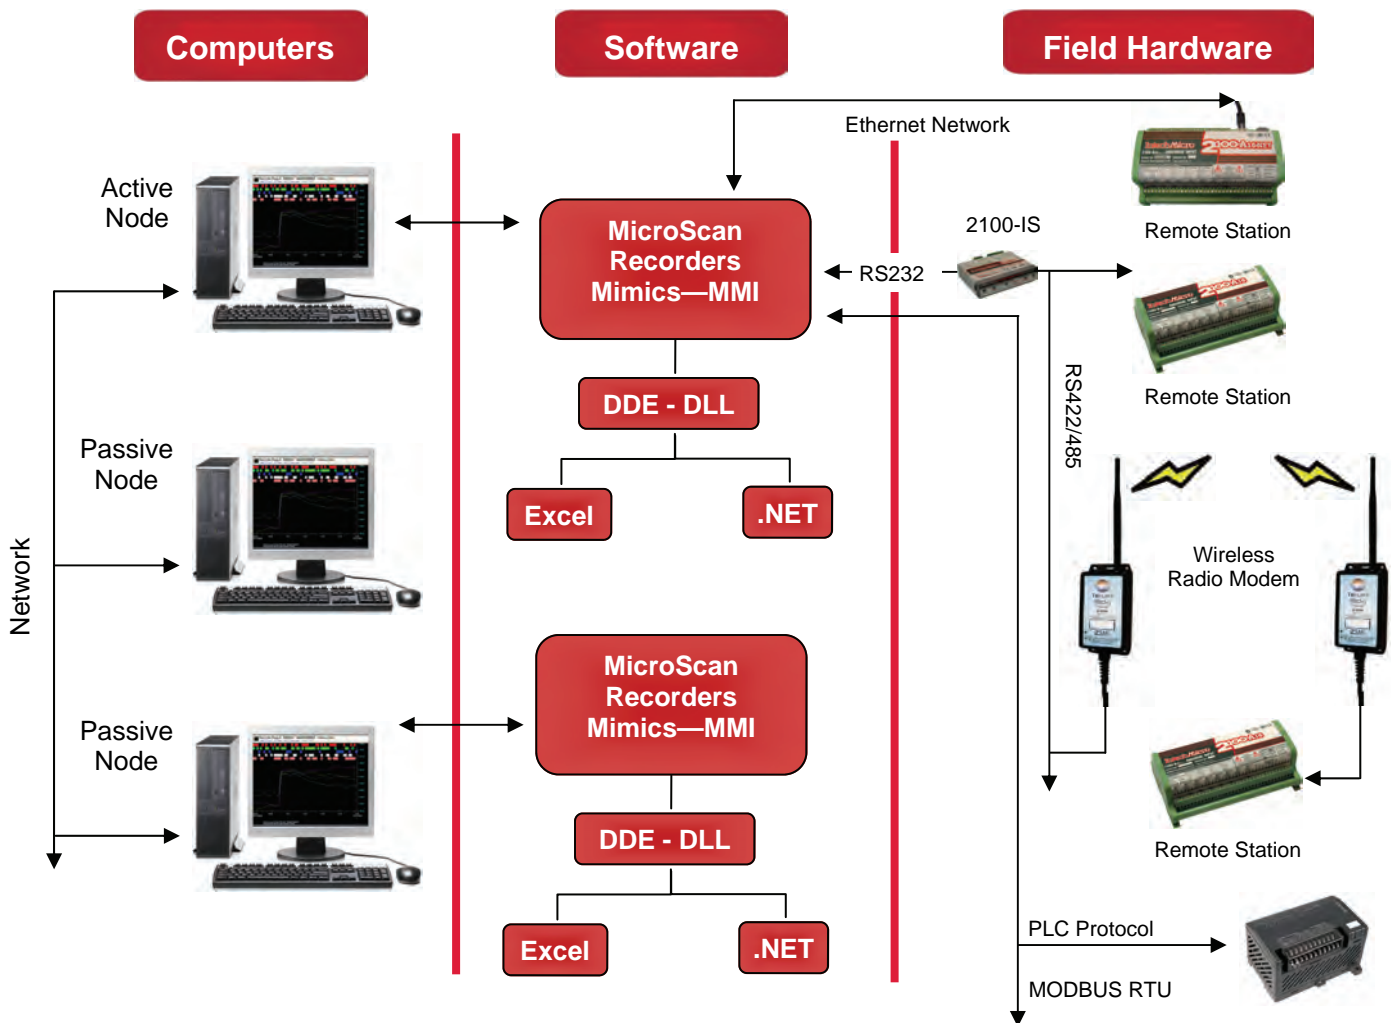 Computers
Software
Field Hardware
Ethernet Network
Active
Node
MicroScan
Recorders
Mimics—MMI
2100-IS
RS232
Remote Station
Remote Station
RS422/485
DDE - DLL
Excel
.NET
Passive
Node
Network
Wireless
Radio Modem
MicroScan
Recorders
Mimics—MMI
Passive
Node
DDE - DLL
Excel
.NET
Remote Station
PLC Protocol
MODBUS RTU